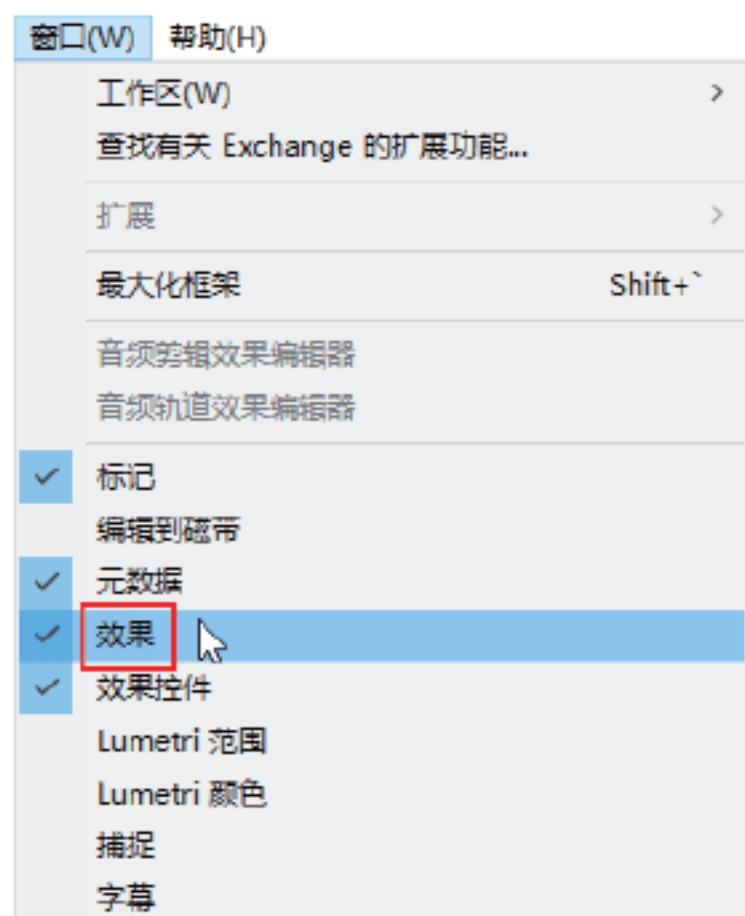 窗口(W) 帮助(H)
工作区(W) >
查找有关 Exchange 的扩展功能...
扩展 >
最大化框架 Shift+`
音频剪辑效果编辑器
音频轨道效果编辑器
标记
编辑到磁带
元数据
效果
效果控件
Lumetri 范围
Lumetri 颜色
捕捉
字幕